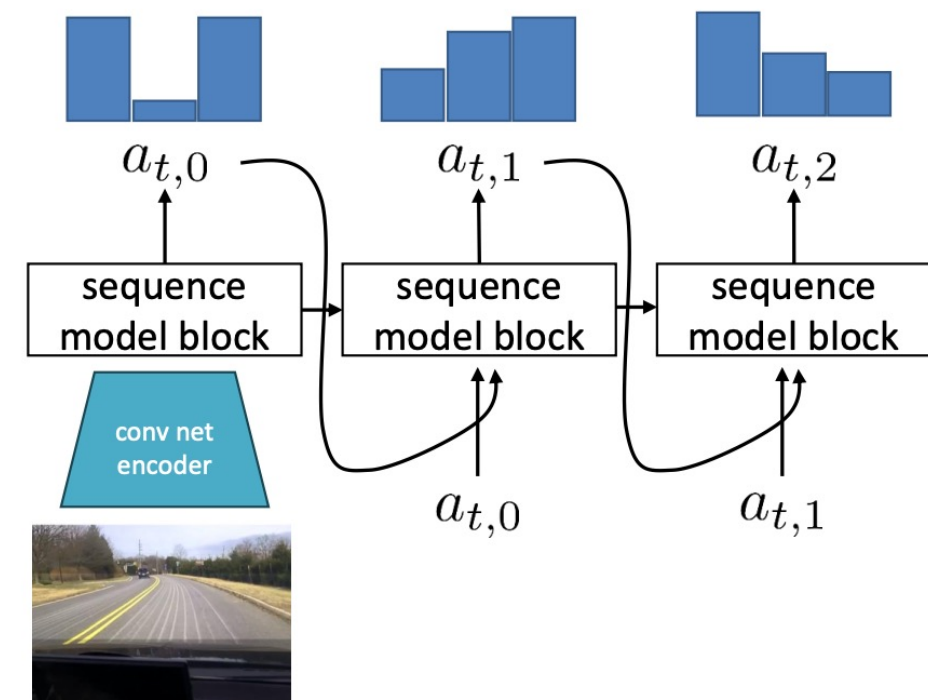 a_{t,0}
a_{t,1}
a_{t,2}
sequence
model block
sequence
model block
sequence
model block
conv net
encoder
a_{t,0}
a_{t,1}